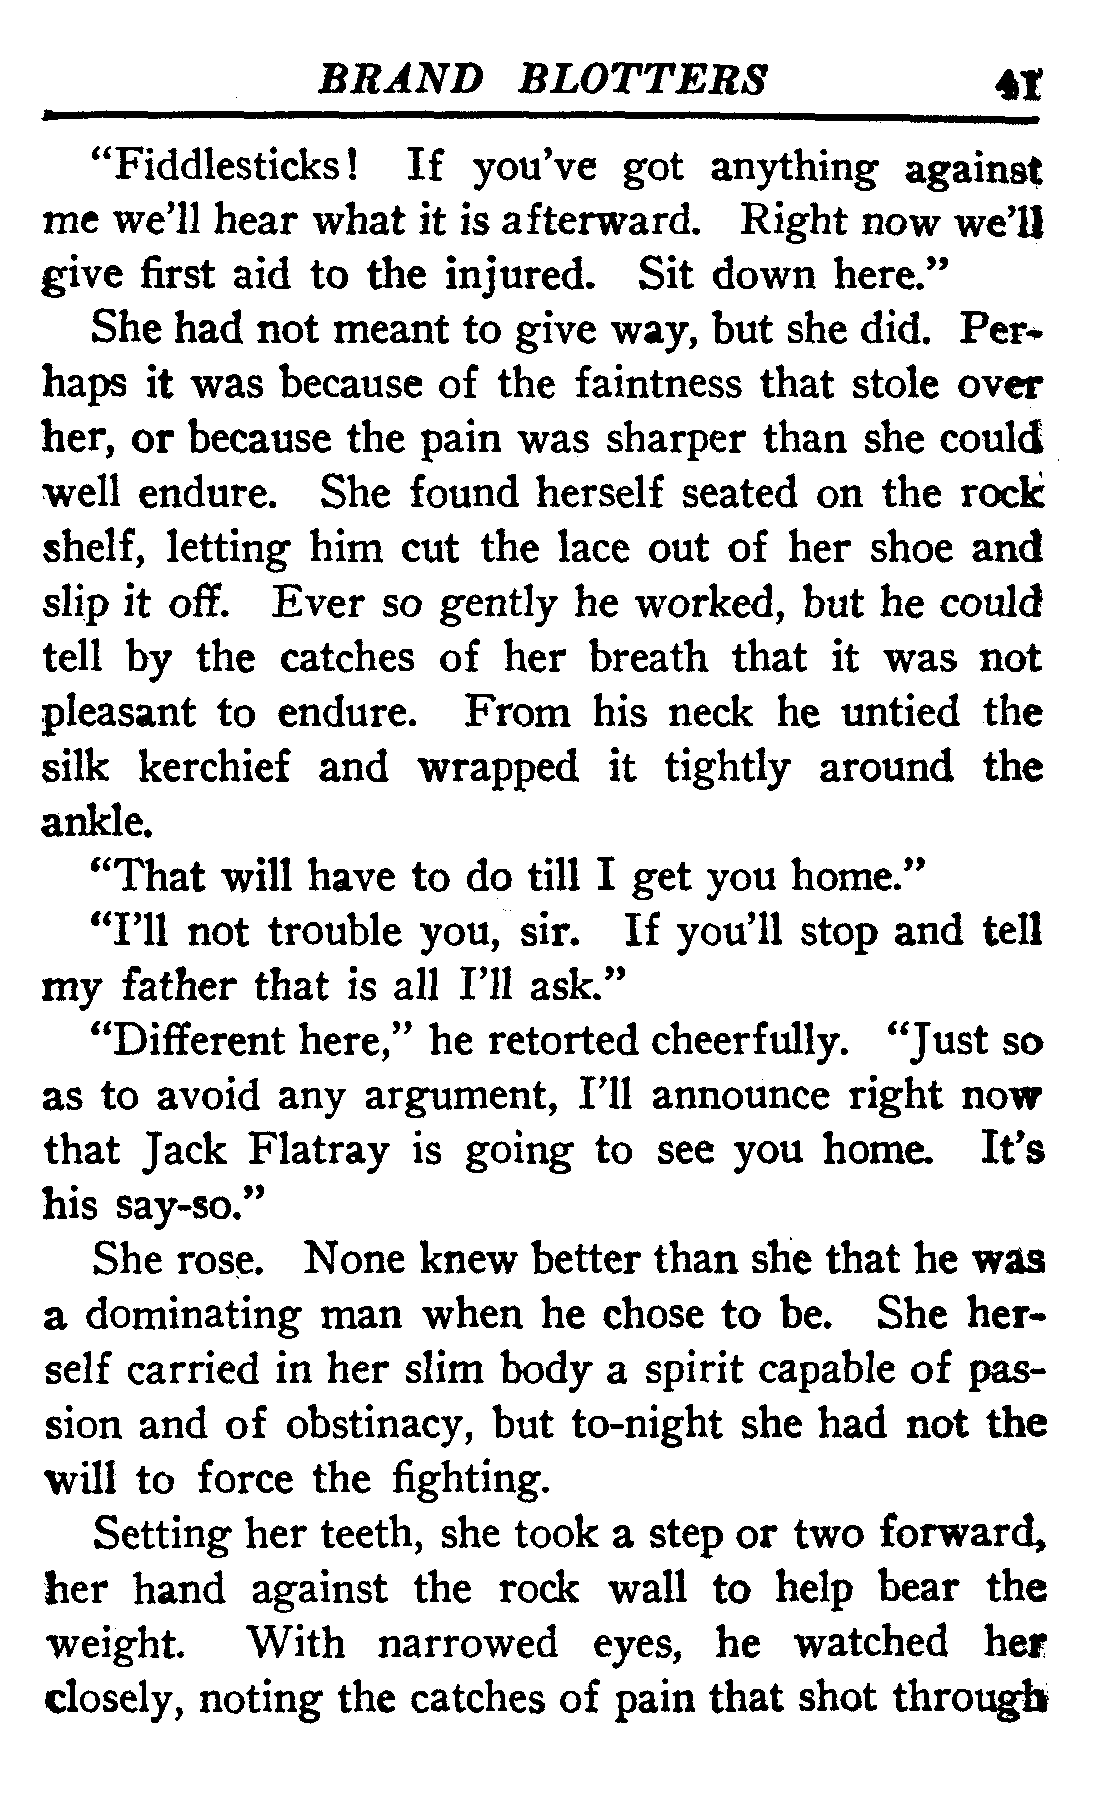 BRAND BLOTTERS 41
“Fiddlesticks! If you’ve got anything against
me we’ll hear what it is afterward. Right now we’ll
give first aid to the injured. Sit down here.”
She had not meant to give way, but she did. Per-
haps it was because of the faintness that stole over
her, or because the pain was sharper than she could
well endure. She found herself seated on the rock
shelf, letting him cut the lace out of her shoe and
slip it off. Ever so gently he worked, but he could
tell by the catches of her breath that it was not
pleasant to endure. From his neck he untied the
silk kerchief and wrapped it tightly around the
ankle.
“That will have to do till I get you home.”
“I’ll not trouble you, sir. If you’ll stop and tell
my father that is all I’ll ask.”
“Different here,” he retorted cheerfully. “Just so
as to avoid any argument, I’ll announce right now
that Jack Flatray is going to see you home. It’s
his say-so.”
She rose. None knew better than she that he was
a dominating man when he chose to be. She her-
self carried in her slim body a spirit capable of pas-
sion and of obstinacy, but to-night she had not the
will to force the fighting.
Setting her teeth, she took a step or two forward,
her hand against the rock wall to help bear the
weight. With narrowed eyes, he watched her
closely, noting the catches of pain that shot through